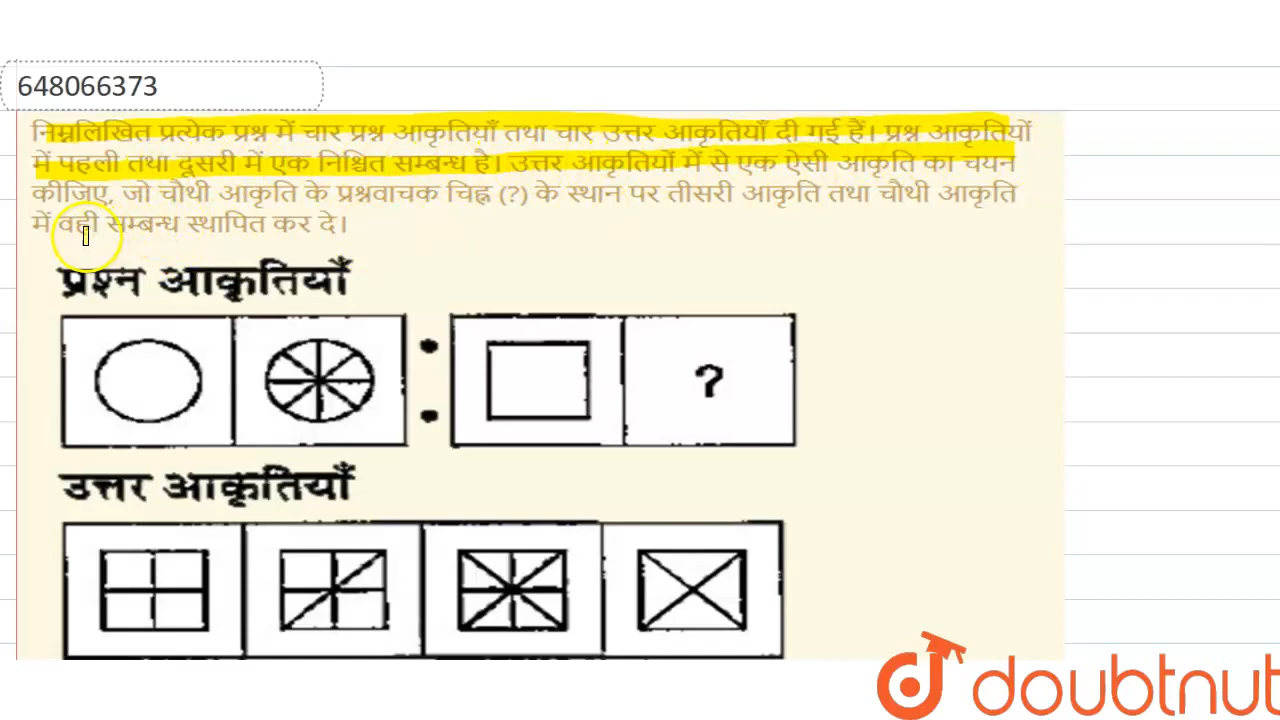 648066373
निम्नलिखित प्रत्येक प्रश्न में चार प्रश्न आकृतियाँ तथा चार उत्तर आकृतियाँ दी गई हैं। प्रश्न आकृतियों
में पहली तथा दूसरी में एक निश्चित सम्बन्ध है। उत्तर आकृतियों में से एक ऐसी आकृति का चयन
कीजिए, जो चौथी आकृति के प्रश्नवाचक चिह्न (?) के स्थान पर तीसरी आकृति तथा चौथी आकृति
में वही सम्बन्ध स्थापित कर दे।
प्रश्न आकृतियाँ
?
उत्तर आकृतियाँ
doubtnut